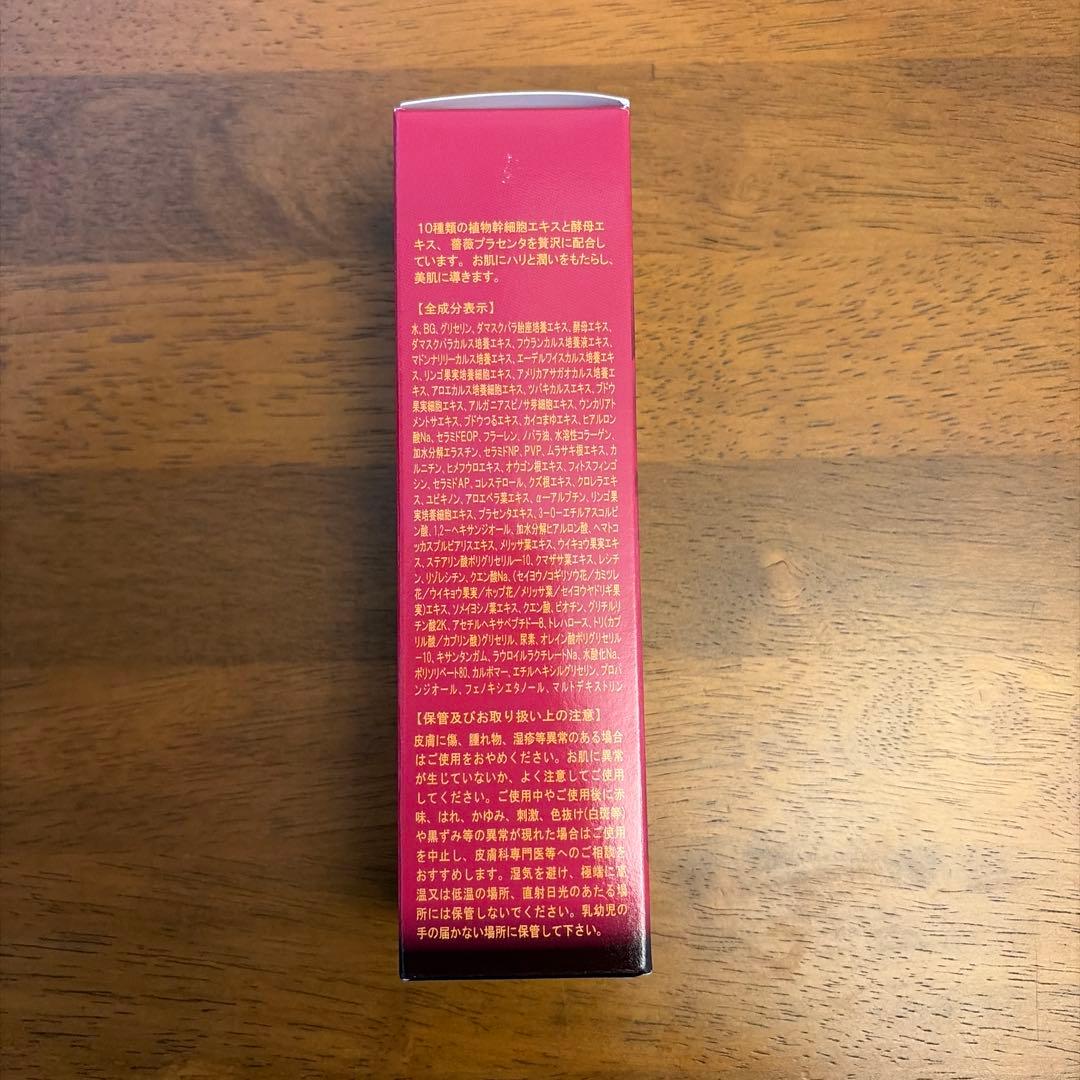 10種類の植物幹細胞エキスと酵母エ
キス、薔薇プラセンタを贅沢に配合し
ています。お肌にハリと潤いをもたらし、
美肌に導きます。
【全成分表示】
水、BG、グリセリン、ダマスクバラ胎座培養エキス、酵母エキス、
ダマスクバラカルス培養エキス、フウランカルス培養液エキス、
マドンナリリーカルス培養エキス、エーデルワイスカルス培養エキ
ス、リンゴ果実培養細胞エキス、アメリカアサガオカルス培養エ
キス、アロエカルス培養細胞エキス、ツバキカルスエキス、ブドウ
果実細胞エキス、アルガニアスピノサ芽細胞エキス、ウンカリアト
メントサエキス、ブドウつるエキス、カイコまゆエキス、ヒアルロン
酸Na、セラミドEOP、フラーレン、ノバラ油、水溶性コラーゲン、
加水分解エラスチン、セラミドNP、PVP、ムラサキ根エキス、カ
ルニチン、ヒメフウロエキス、オウゴン根エキス、フィトスフィンゴ
シン、セラミドAP、コレステロール、クズ根エキス、クロレラエキ
ス、ユビキノン、アロエベラ葉エキス、α－アルブチン、リンゴ果
実培養細胞エキス、プラセンタエキス、3－O－エチルアスコルビ
ン酸、1,2－ヘキサンジオール、加水分解ヒアルロン酸、ヘマトコ
ッカスプルビアリスエキス、メリッサ葉エキス、ウイキョウ果実エキ
ス、ステアリン酸ポリグリセリル－10、クマザサ葉エキス、レシチ
ン、リゾレシチン、クエン酸Na、(セイヨウノコギリソウ花／カミツレ
花／ウイキョウ果実／ホップ花／メリッサ葉／セイヨウヤドリギ果
実)エキス、ソメイヨシノ葉エキス、クエン酸、ビオチン、グリチルリ
チン酸2K、アセチルヘキサペプチド－8、トレハロース、トリ(カプ
リル酸／カプリン酸)グリセリル、尿素、オレイン酸ポリグリセリル
－10、キサンタンガム、ラウロイルラクチレートNa、水酸化Na、
ポリソルベート80、カルボマー、エチルヘキシルグリセリン、プロパ
ンジオール、フェノキシエタノール、マルトデキストリン
【保管及びお取り扱い上の注意】
皮膚に傷、腫れ物、湿疹等異常のある場合
はご使用をおやめください。お肌に異常
が生じていないか、よく注意してご使用
してください。ご使用中やご使用後に赤
味、はれ、かゆみ、刺激、色抜け(白斑等)
や黒ずみ等の異常が現れた場合はご使用
を中止し、皮膚科専門医等へのご相談を
おすすめします。湿気を避け、極端に高
温又は低温の場所、直射日光のあたる場
所には保管しないでください。乳幼児の
手の届かない場所に保管して下さい。